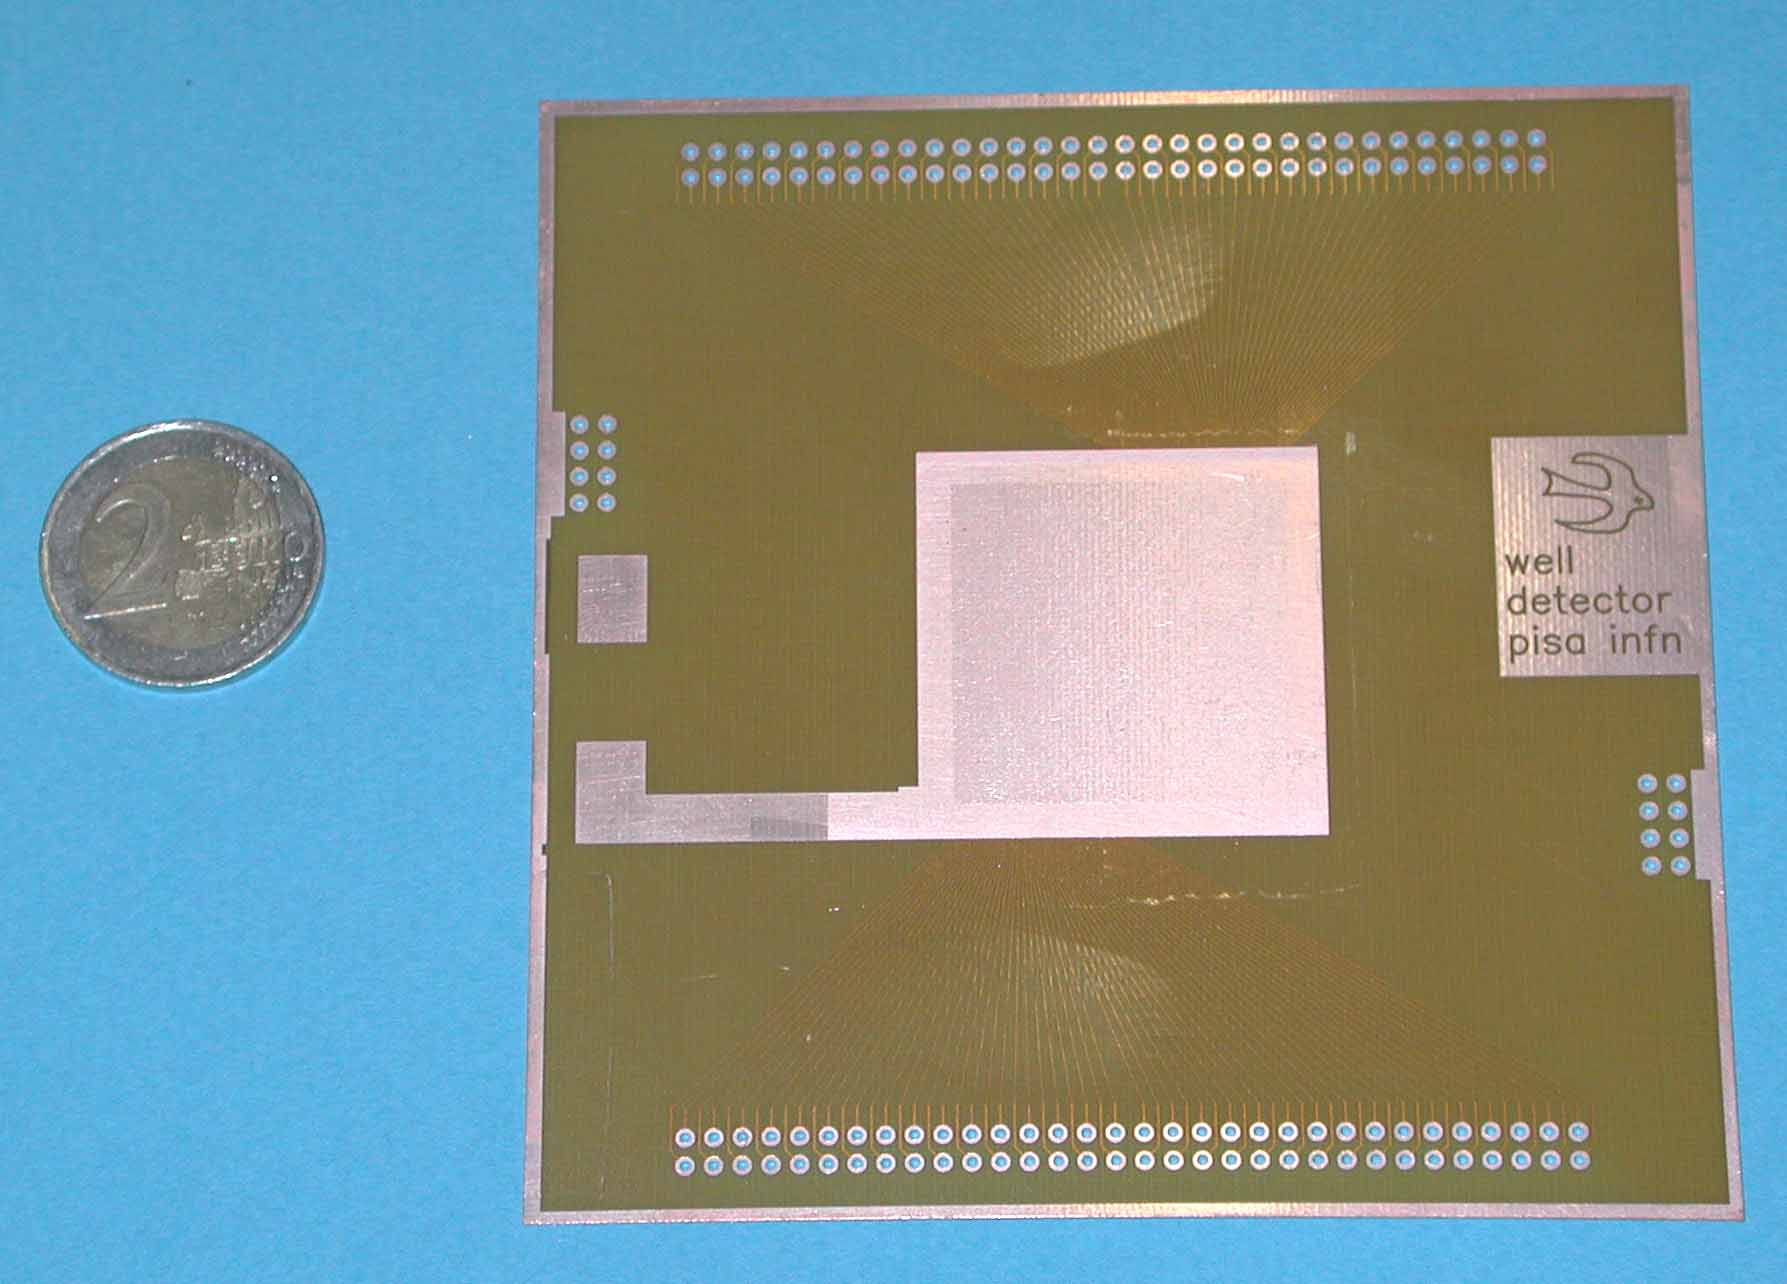 2
well
detector
pisa infn